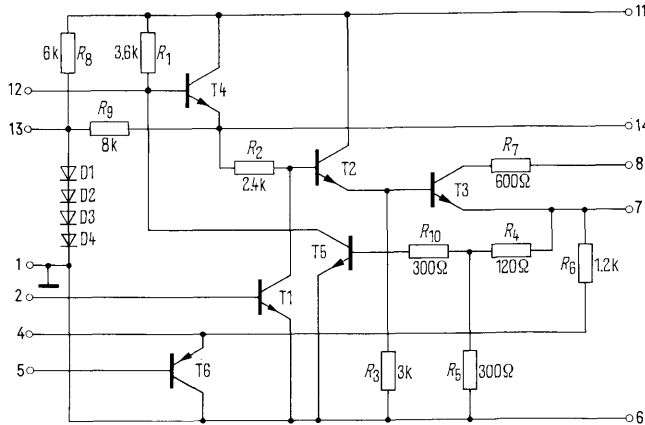 11
6k R8 3,6k R1
12 T4
13 R9 14
8k
R2 T2 R7 8
2.4k T3 600Ω
D1 7
D2
D3
D4
T5 R10 R4 R6 1.2k
300Ω 120Ω
1
2 T1
4
5 T6 R3 3k R5 300Ω
6